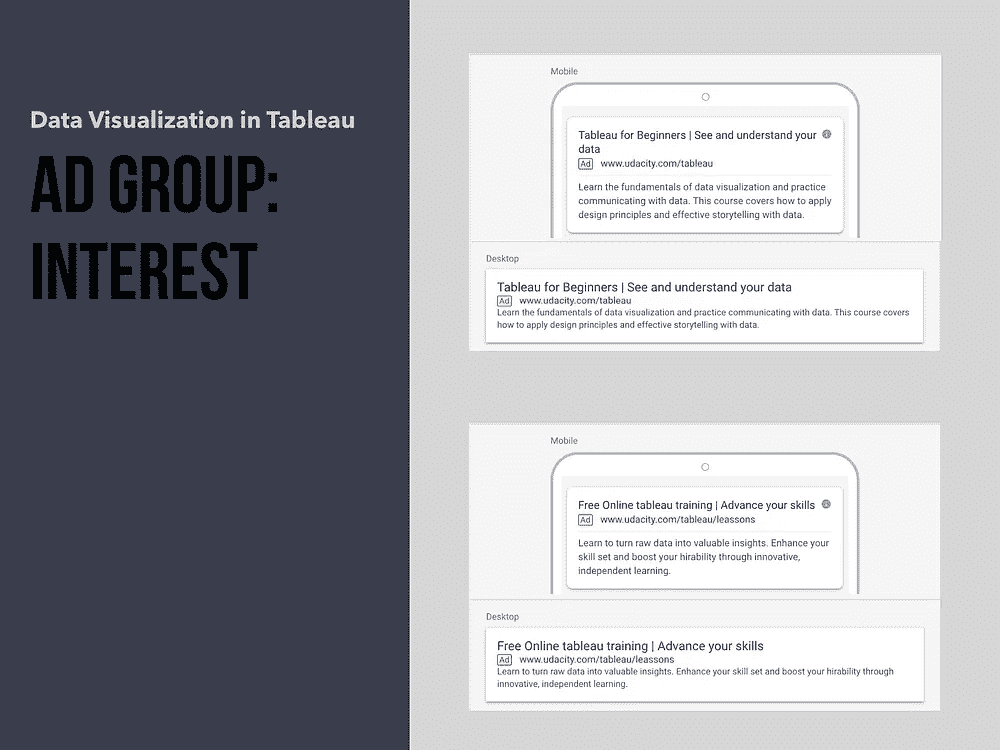 Data Visualization in Tableau
AD GROUP:
INTEREST
Mobile
Tableau for Beginners | See and understand your
data
Ad www.udacity.com/tableau
Learn the fundamentals of data visualization and practice
communicating with data. This course covers how to apply
design principles and effective storytelling with data.
Desktop
Tableau for Beginners | See and understand your data
Ad www.udacity.com/tableau
Learn the fundamentals of data visualization and practice communicating with data. This course covers
how to apply design principles and effective storytelling with data.
Mobile
Free Online tableau training | Advance your skills
Ad www.udacity.com/tableau/leassons
Learn to turn raw data into valuable insights. Enhance your
skill set and boost your hirability through innovative,
independent learning.
Desktop
Free Online tableau training | Advance your skills
Ad www.udacity.com/tableau/leassons
Learn to turn raw data into valuable insights. Enhance your skill set and boost your hirability through
innovative, independent learning.